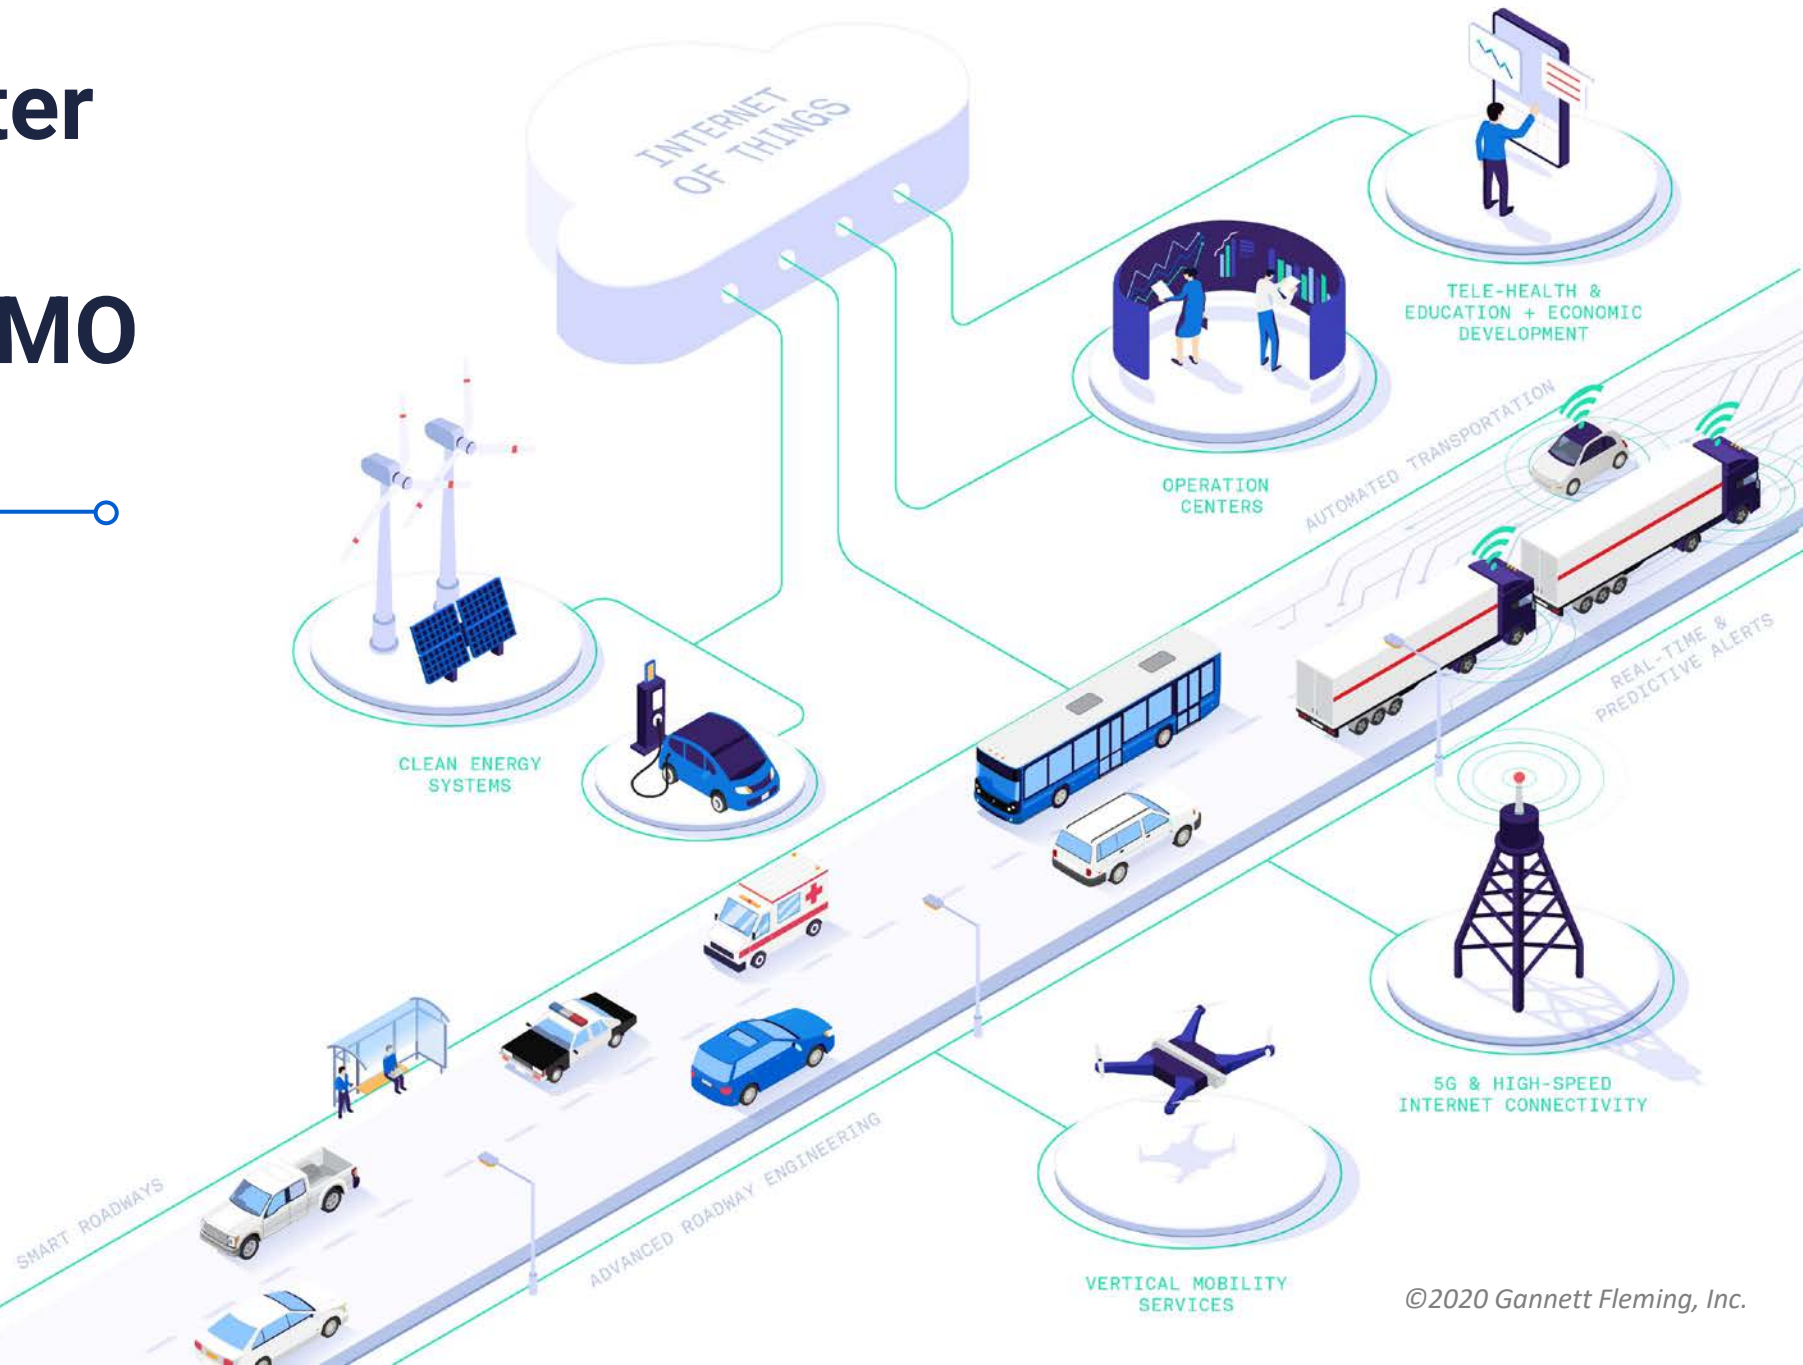 ter
MO
INTERNET
OF THINGS
TELE-HEALTH &
EDUCATION + ECONOMIC
DEVELOPMENT
OPERATION
CENTERS
AUTOMATED TRANSPORTATION
REAL-TIME &
PREDICTIVE ALERTS
CLEAN ENERGY
SYSTEMS
5G & HIGH-SPEED
INTERNET CONNECTIVITY
SMART ROADWAYS
ADVANCED ROADWAY ENGINEERING
VERTICAL MOBILITY
SERVICES
©2020 Gannett Fleming, Inc.